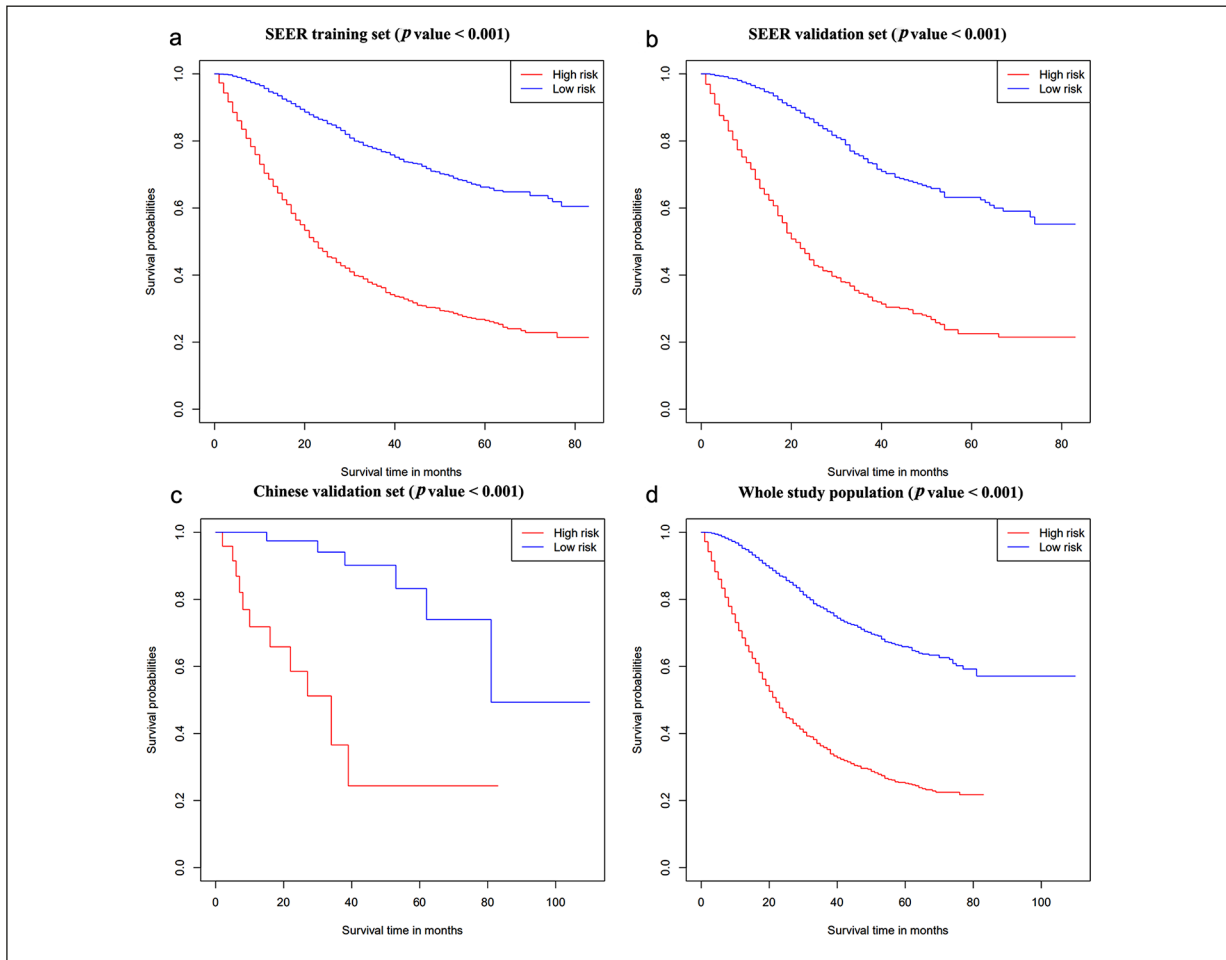 a
SEER training set (p value < 0.001)
High risk
Low risk
Survival probabilities
1.0
0.8
0.6
0.4
0.2
0.0
0 20 40 60 80
Survival time in months
b
SEER validation set (p value < 0.001)
High risk
Low risk
Survival probabilities
1.0
0.8
0.6
0.4
0.2
0.0
0 20 40 60 80
Survival time in months
c
Chinese validation set (p value < 0.001)
High risk
Low risk
Survival probabilities
1.0
0.8
0.6
0.4
0.2
0.0
0 20 40 60 80 100
Survival time in months
d
Whole study population (p value < 0.001)
High risk
Low risk
Survival probabilities
1.0
0.8
0.6
0.4
0.2
0.0
0 20 40 60 80 100
Survival time in months